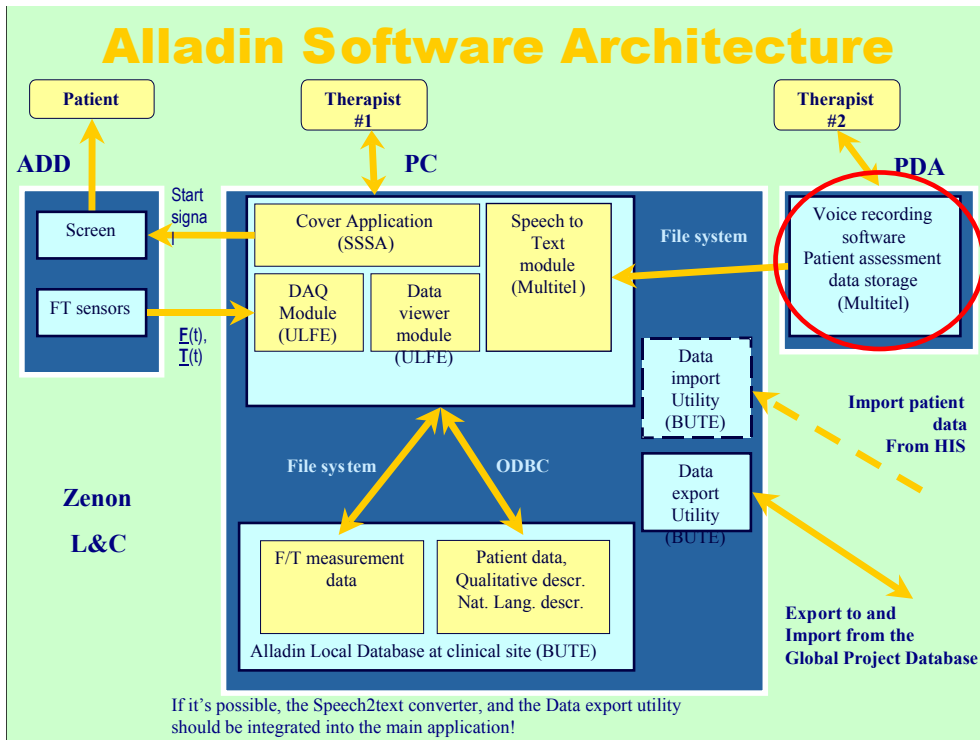 Alladin Software Architecture
Patient
Therapist
#1
Therapist
#2
ADD
PC
PDA
Start
signa
l
Screen
FT sensors
F(t),
T(t)
Cover Application
(SSSA)
DAQ
Module
(ULFE)
Data
viewer
module
(ULFE)
Speech to
Text
module
(Multitel)
File system
Voice recording
software
Patient assessment
data storage
(Multitel)
Data
import
Utility
(BUTE)
Import patient
data
From HIS
File system
ODBC
Data
export
Utility
(BUTE)
Zenon
L&C
F/T measurement
data
Patient data,
Qualitative descr.
Nat. Lang. descr.
Alladin Local Database at clinical site (BUTE)
Export to and
Import from the
Global Project Database
If it's possible, the Speech2text converter, and the Data export utility
should be integrated into the main application!